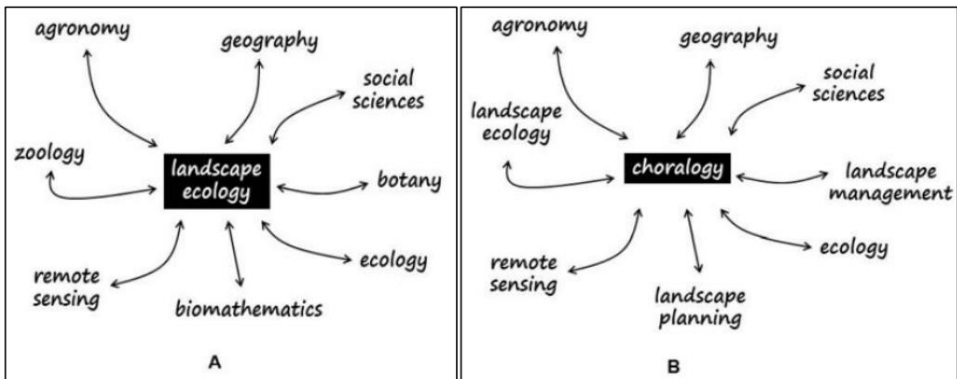 agronomy
geography
social
sciences
zoology
landscape
ecology
botany
remote
sensing
ecology
biomathematics
A
agronomy
geography
social
sciences
landscape
ecology
choralogy
landscape
management
remote
sensing
ecology
landscape
planning
B